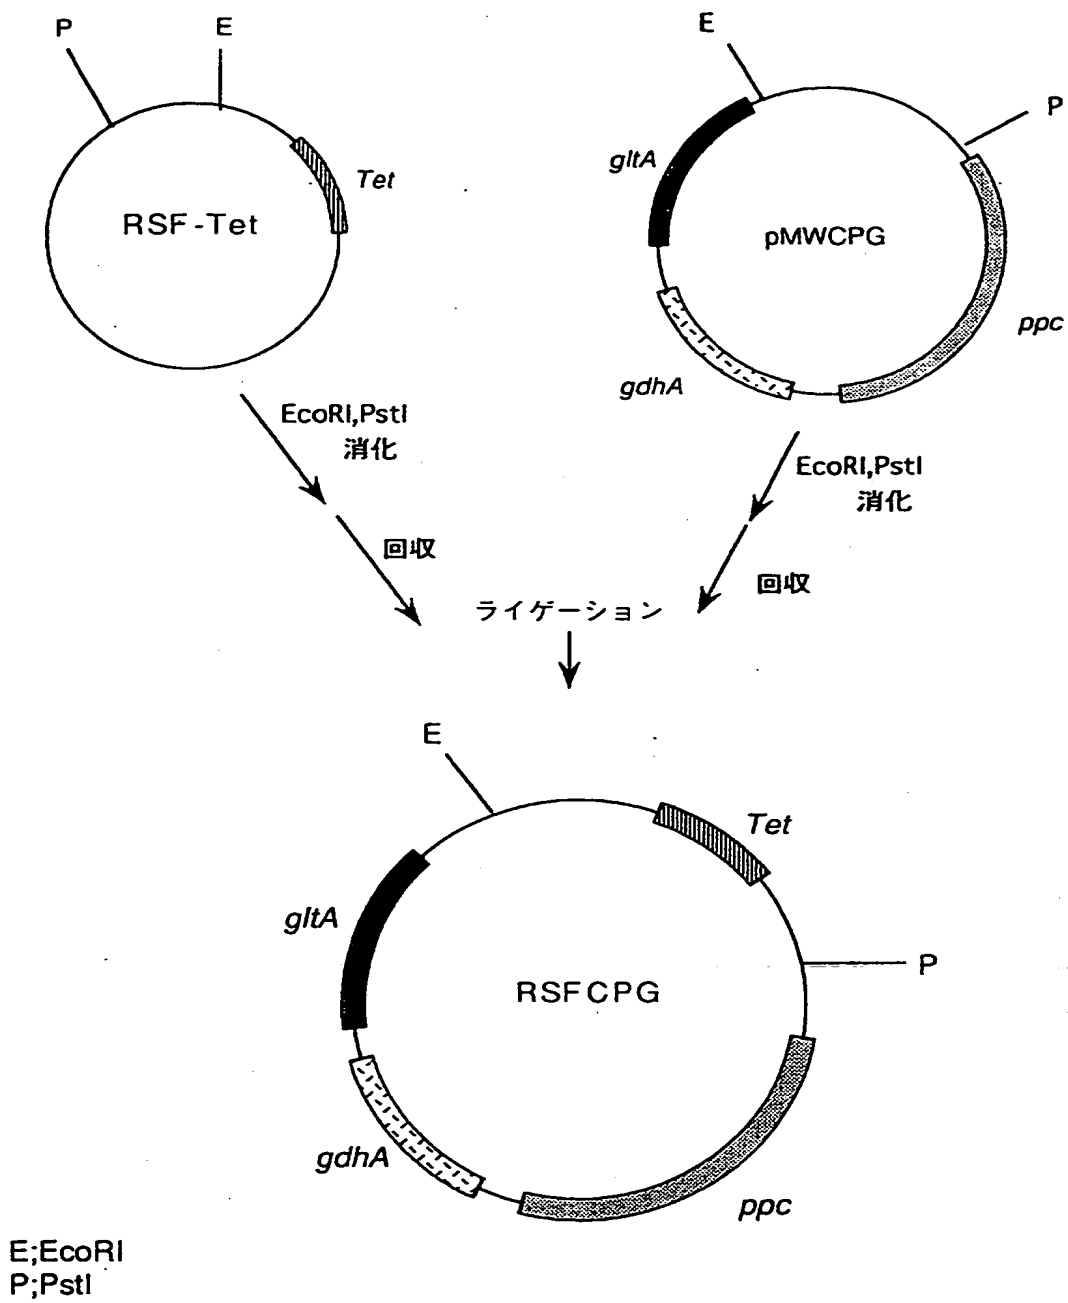 P
E
Tet
RSF-Tet
E
P
gltA
pMWCPG
ppc
gdhA
EcoRI,PstI
消化
回収
EcoRI,PstI
消化
回収
ライゲーション
E
Tet
gltA
P
RSFCPG
gdhA
ppc
E;EcoRI
P;PstI